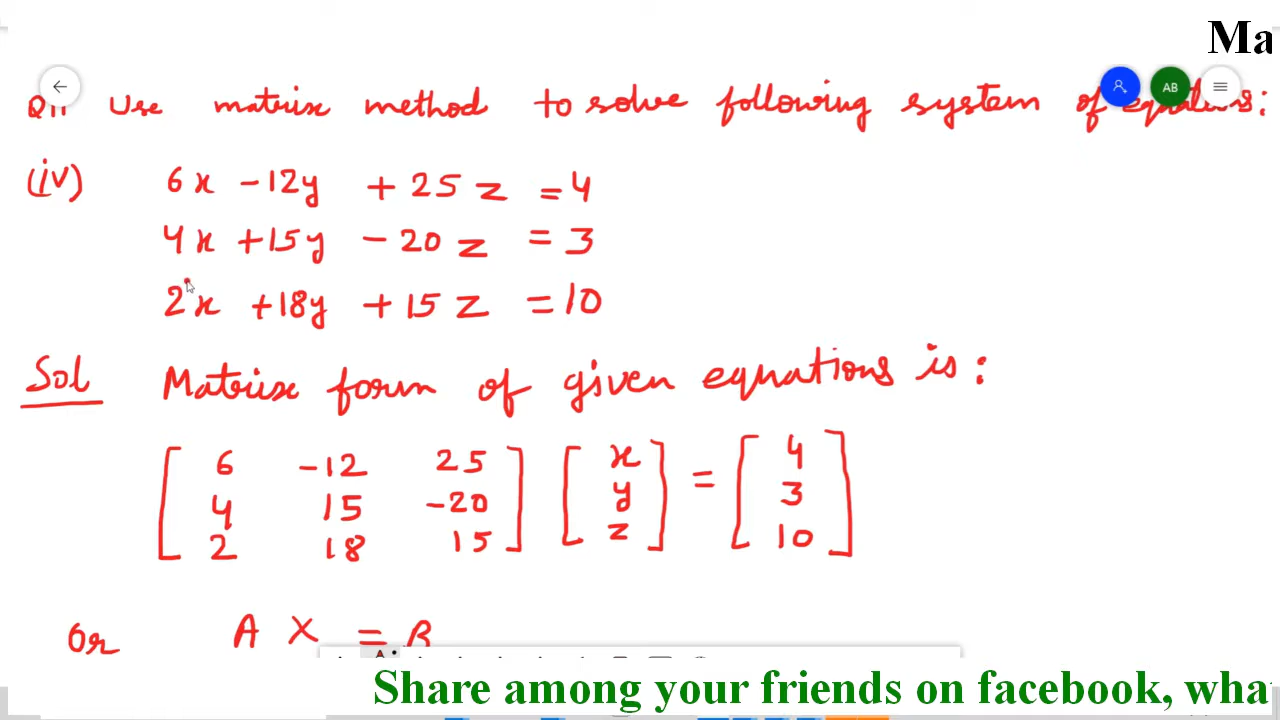 Ma
Q11 Use matrix method to solve following system of equations:
(iv) 6x -12y +25z =4
4x +15y -20z =3
2x +18y +15z =10
Sol Matrix form of given equations is:
[6 -12 25] [x] = [4]
[4 15 -20] [y] [3]
[2 18 15] [z] [10]
Or A X = B
AB
Share among your friends on facebook, wha